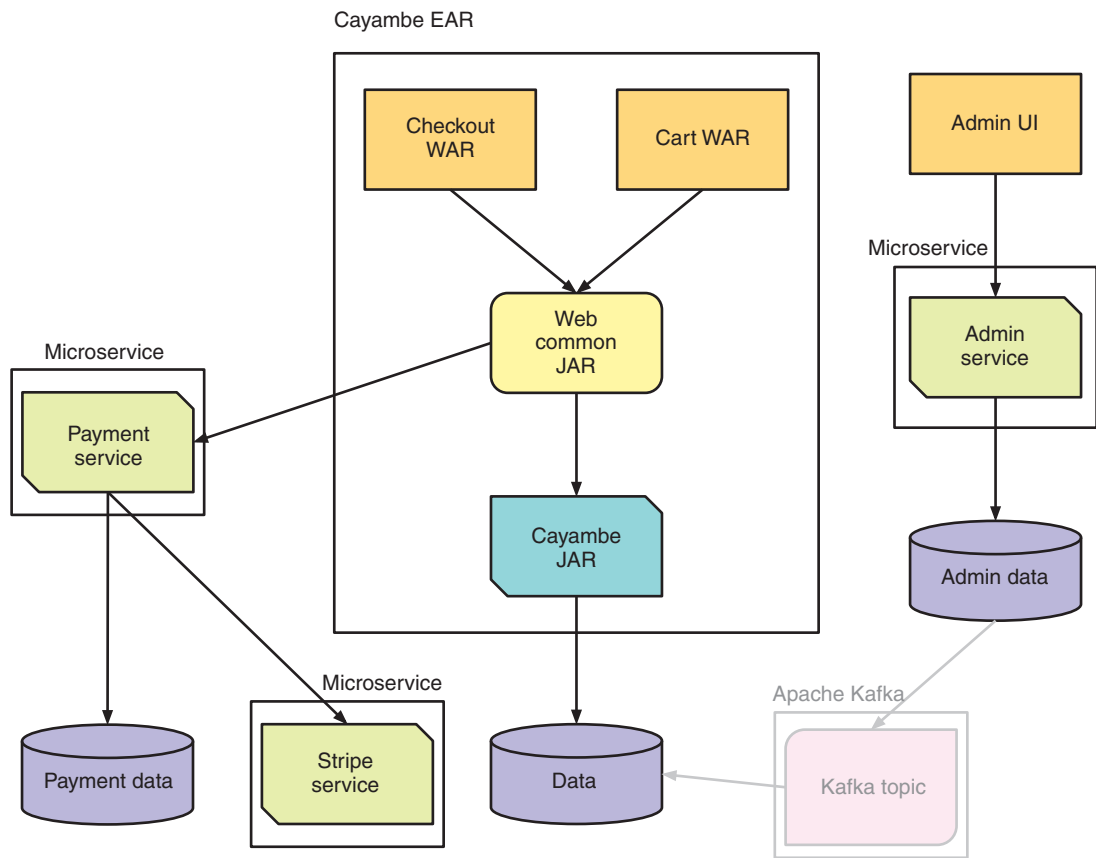 Cayambe EAR
Checkout
WAR
Cart WAR
Admin UI
Microservice
Admin
service
Web
common
JAR
Microservice
Payment
service
Cayambe
JAR
Admin data
Microservice
Apache Kafka
Payment data
Stripe
service
Data
Kafka topic